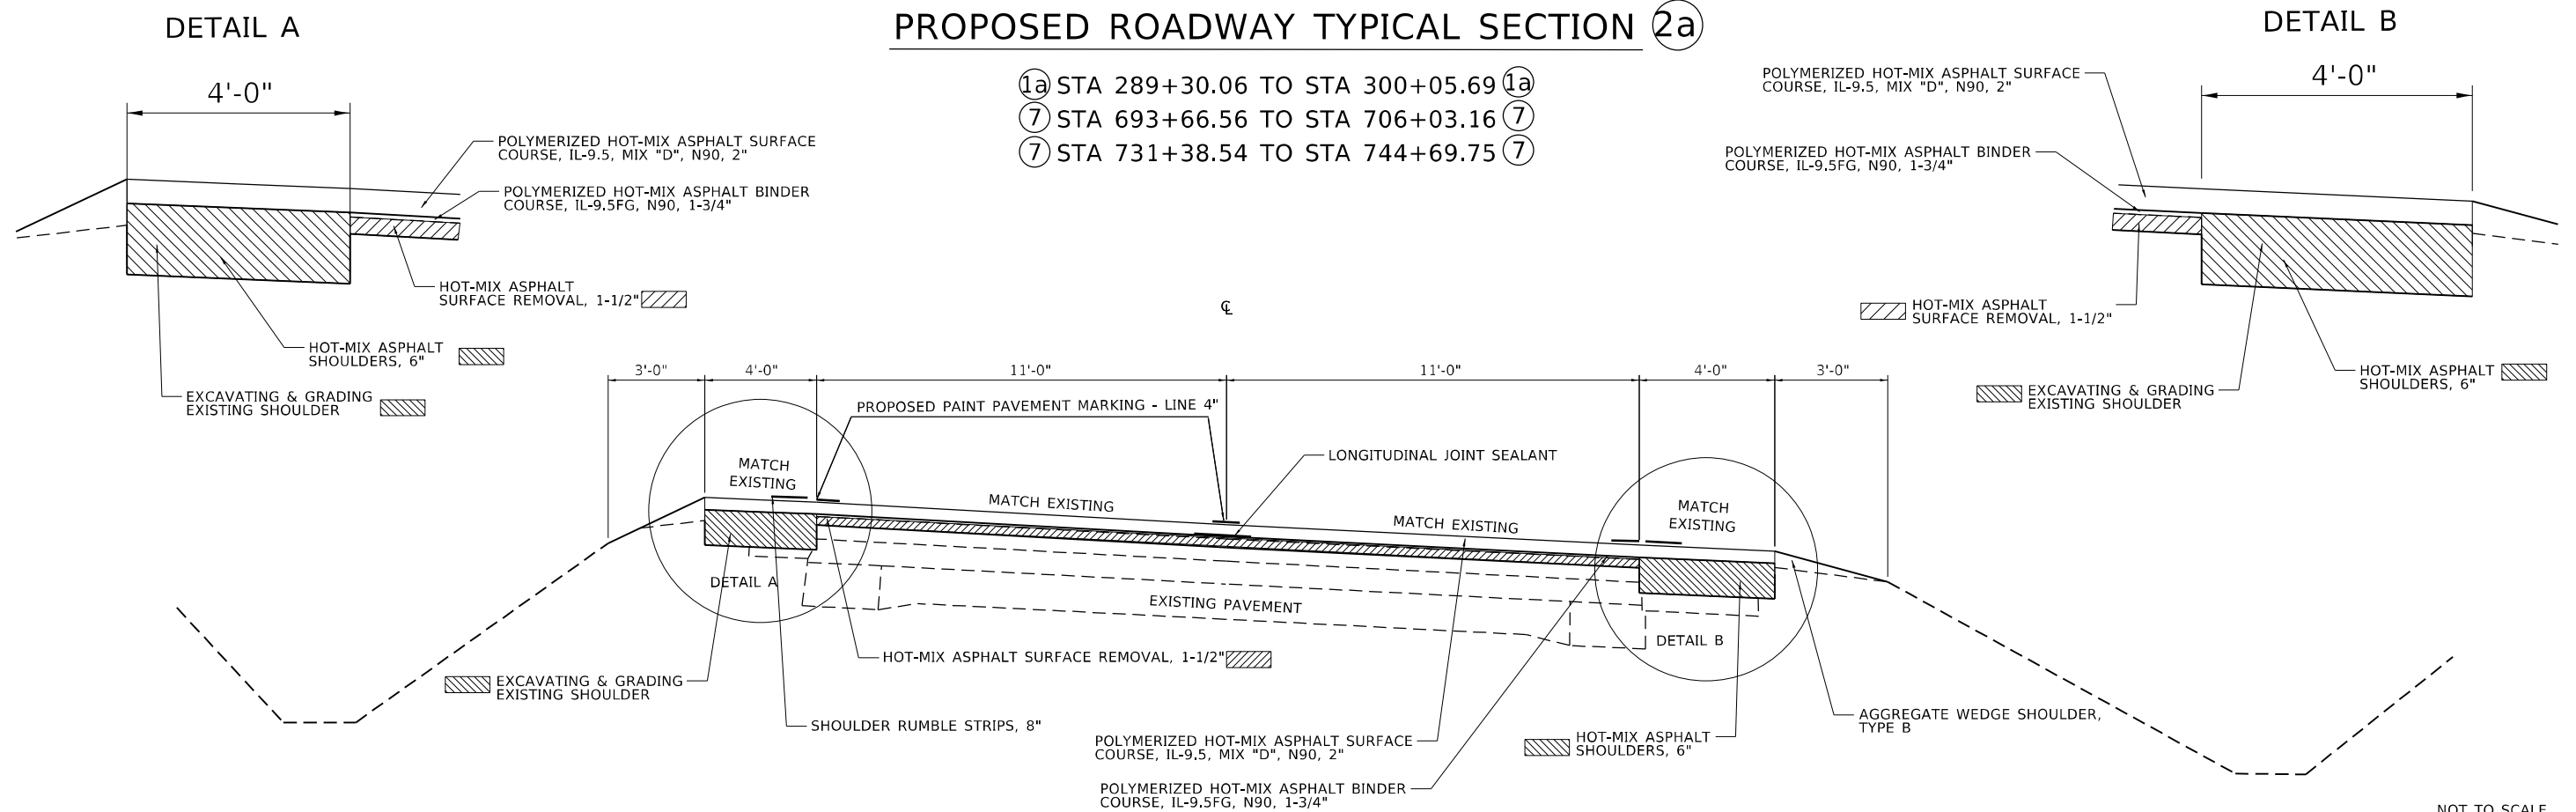 DETAIL A
PROPOSED ROADWAY TYPICAL SECTION 2a
DETAIL B
1a STA 289+30.06 TO STA 300+05.69 1a
7 STA 693+66.56 TO STA 706+03.16 7
7 STA 731+38.54 TO STA 744+69.75 7
4'-0"
POLYMERIZED HOT-MIX ASPHALT SURFACE
COURSE, IL-9.5, MIX "D", N90, 2"
POLYMERIZED HOT-MIX ASPHALT BINDER
COURSE, IL-9.5FG, N90, 1-3/4"
HOT-MIX ASPHALT
SURFACE REMOVAL, 1-1/2"
HOT-MIX ASPHALT
SHOULDERS, 6"
EXCAVATING & GRADING
EXISTING SHOULDER
POLYMERIZED HOT-MIX ASPHALT SURFACE
COURSE, IL-9.5, MIX "D", N90, 2"
4'-0"
POLYMERIZED HOT-MIX ASPHALT BINDER
COURSE, IL-9.5FG, N90, 1-3/4"
HOT-MIX ASPHALT
SURFACE REMOVAL, 1-1/2"
HOT-MIX ASPHALT
SHOULDERS, 6"
EXCAVATING & GRADING
EXISTING SHOULDER
℄
3'-0" 4'-0" 11'-0" 11'-0" 4'-0" 3'-0"
PROPOSED PAINT PAVEMENT MARKING - LINE 4"
LONGITUDINAL JOINT SEALANT
MATCH
EXISTING
MATCH EXISTING
MATCH EXISTING
MATCH
EXISTING
DETAIL A
EXISTING PAVEMENT
DETAIL B
HOT-MIX ASPHALT SURFACE REMOVAL, 1-1/2"
EXCAVATING & GRADING
EXISTING SHOULDER
SHOULDER RUMBLE STRIPS, 8"
POLYMERIZED HOT-MIX ASPHALT SURFACE
COURSE, IL-9.5, MIX "D", N90, 2"
POLYMERIZED HOT-MIX ASPHALT BINDER
COURSE, IL-9.5FG, N90, 1-3/4"
HOT-MIX ASPHALT
SHOULDERS, 6"
AGGREGATE WEDGE SHOULDER,
TYPE B
NOT TO SCALE